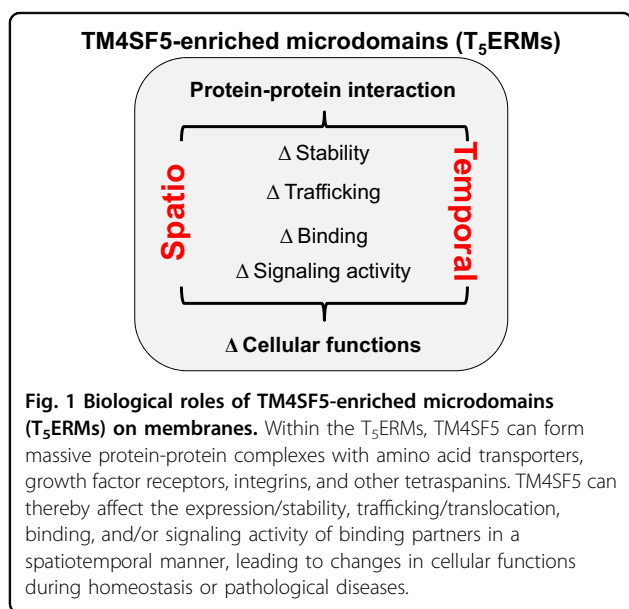 TM4SF5-enriched microdomains (T₅ERMs)
Protein-protein interaction
Spatio
Temporal
Δ Stability
Δ Trafficking
Δ Binding
Δ Signaling activity
Δ Cellular functions
Fig. 1 Biological roles of TM4SF5-enriched microdomains
(T₅ERMs) on membranes. Within the T₅ERMs, TM4SF5 can form
massive protein-protein complexes with amino acid transporters,
growth factor receptors, integrins, and other tetraspanins. TM4SF5 can
thereby affect the expression/stability, trafficking/translocation,
binding, and/or signaling activity of binding partners in a
spatiotemporal manner, leading to changes in cellular functions
during homeostasis or pathological diseases.